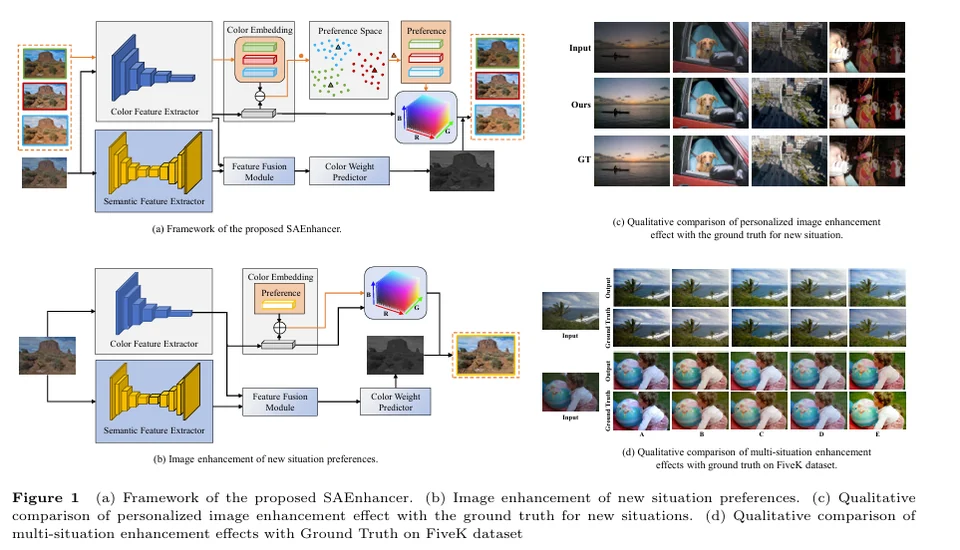 Color Embedding
Preference Space
Preference
Color Feature Extractor
B
G
R
Semantic Feature Extractor
Feature Fusion
Module
Color Weight
Predictor
(a) Framework of the proposed SAEnhancer.
Input
Ours
GT
(c) Qualitative comparison of personalized image enhancement
effect with the ground truth for new situation.
Color Embedding
Preference
Color Feature Extractor
B
G
R
Semantic Feature Extractor
Feature Fusion
Module
Color Weight
Predictor
(b) Image enhancement of new situation preferences.
Output
Ground Truth
Input
Output
Ground Truth
Input
A B C D E
(d) Qualitative comparison of multi-situation enhancement
effects with ground truth on FiveK dataset.
Figure 1 (a) Framework of the proposed SAEnhancer. (b) Image enhancement of new situation preferences. (c) Qualitative
comparison of personalized image enhancement effect with the ground truth for new situations. (d) Qualitative comparison of
multi-situation enhancement effects with Ground Truth on FiveK dataset